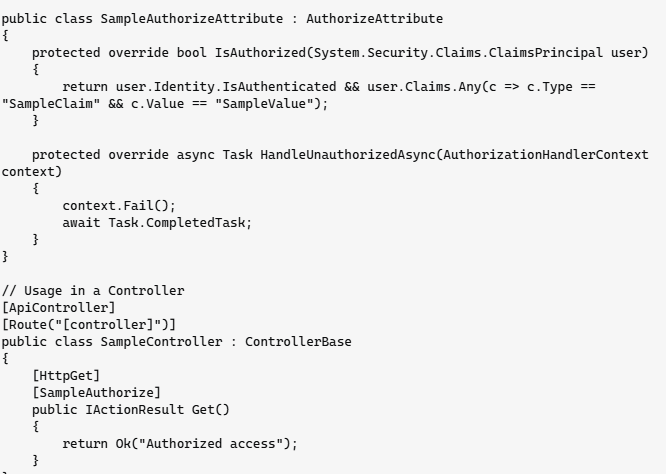 public class SampleAuthorizeAttribute : AuthorizeAttribute
{
    protected override bool IsAuthorized(System.Security.Claims.ClaimsPrincipal user)
    {
        return user.Identity.IsAuthenticated && user.Claims.Any(c => c.Type ==
"SampleClaim" && c.Value == "SampleValue");
    }

    protected override async Task HandleUnauthorizedAsync(AuthorizationHandlerContext
context)
    {
        context.Fail();
        await Task.CompletedTask;
    }
}

// Usage in a Controller
[ApiController]
[Route("[controller]")]
public class SampleController : ControllerBase
{
    [HttpGet]
    [SampleAuthorize]
    public IActionResult Get()
    {
        return Ok("Authorized access");
    }
}